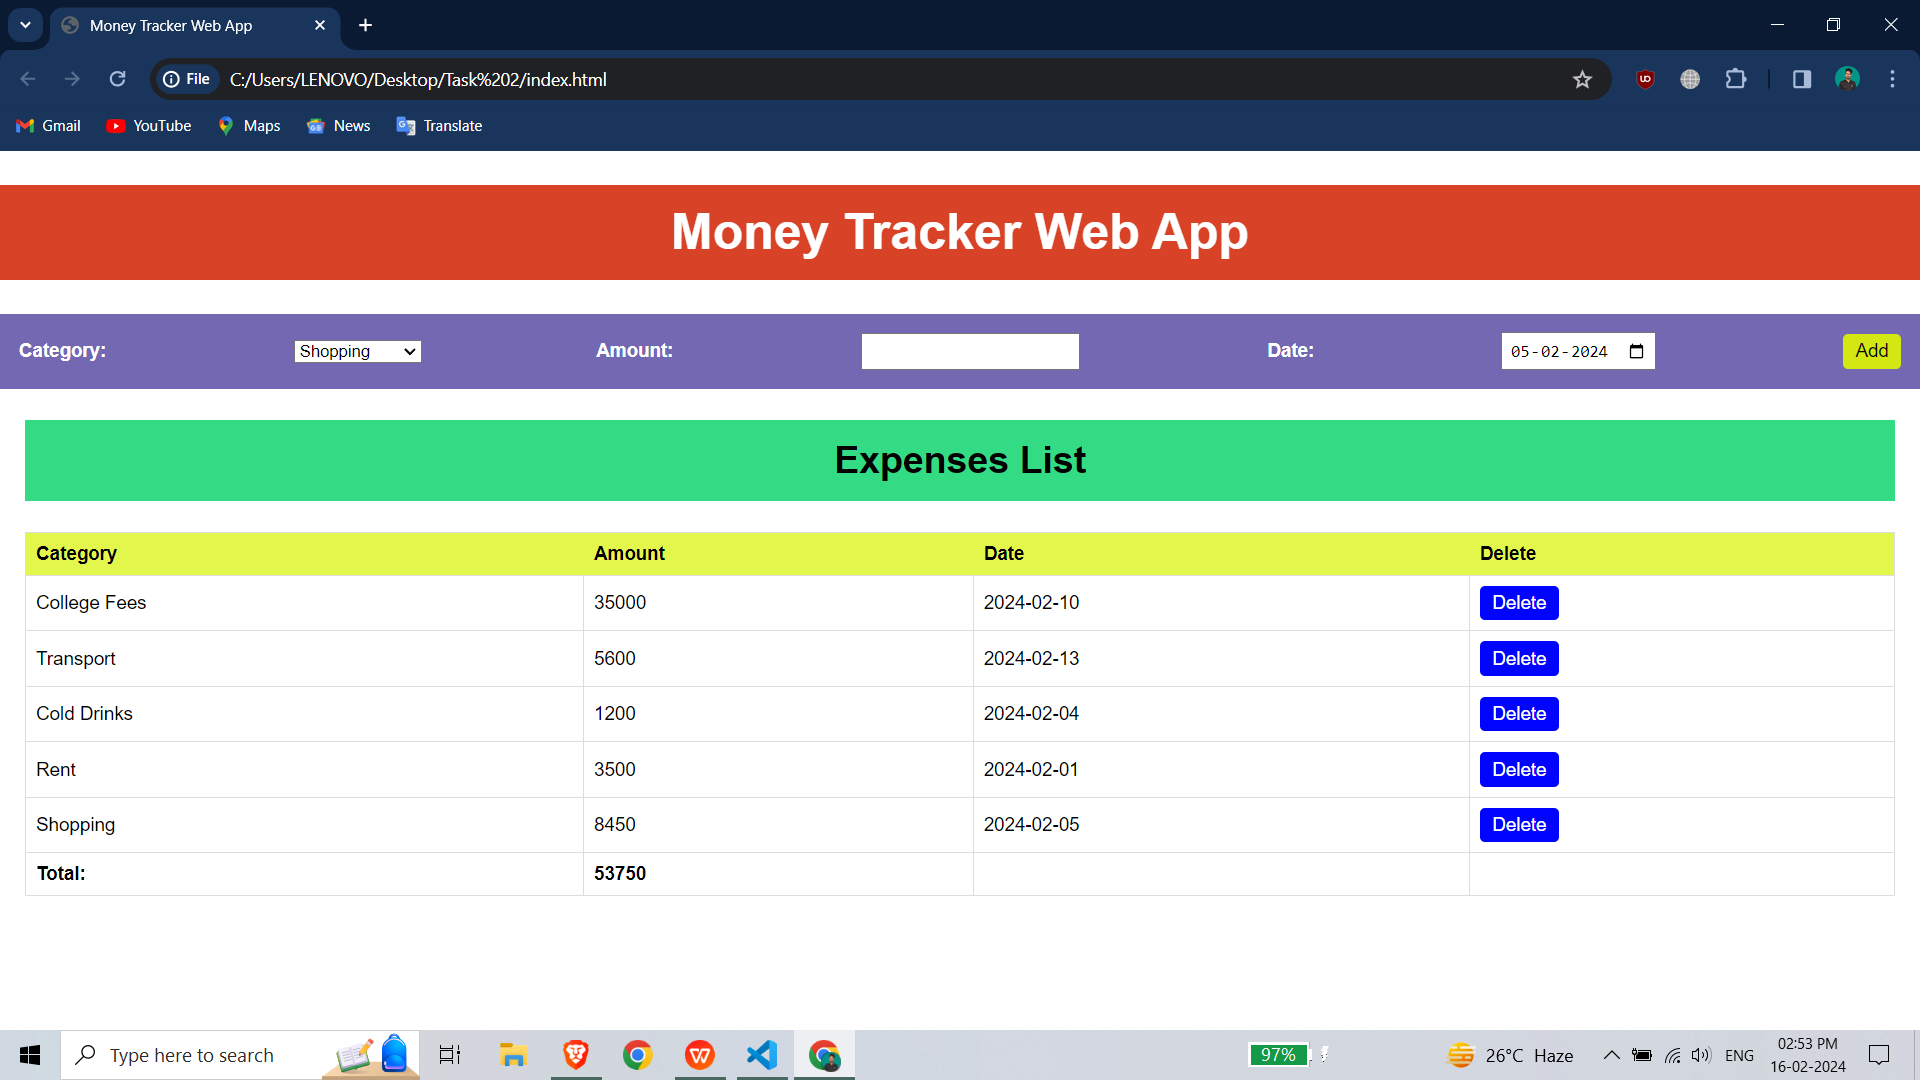 Money Tracker Web App
File C:/Users/LENOVO/Desktop/Task%202/index.html
Gmail YouTube Maps News Translate
Money Tracker Web App
Category: Shopping Amount: Date: 05-02-2024 Add
Expenses List
Category Amount Date Delete
College Fees 35000 2024-02-10 Delete
Transport 5600 2024-02-13 Delete
Cold Drinks 1200 2024-02-04 Delete
Rent 3500 2024-02-01 Delete
Shopping 8450 2024-02-05 Delete
Total: 53750
Type here to search 97% 26°C Haze ENG 02:53 PM
16-02-2024